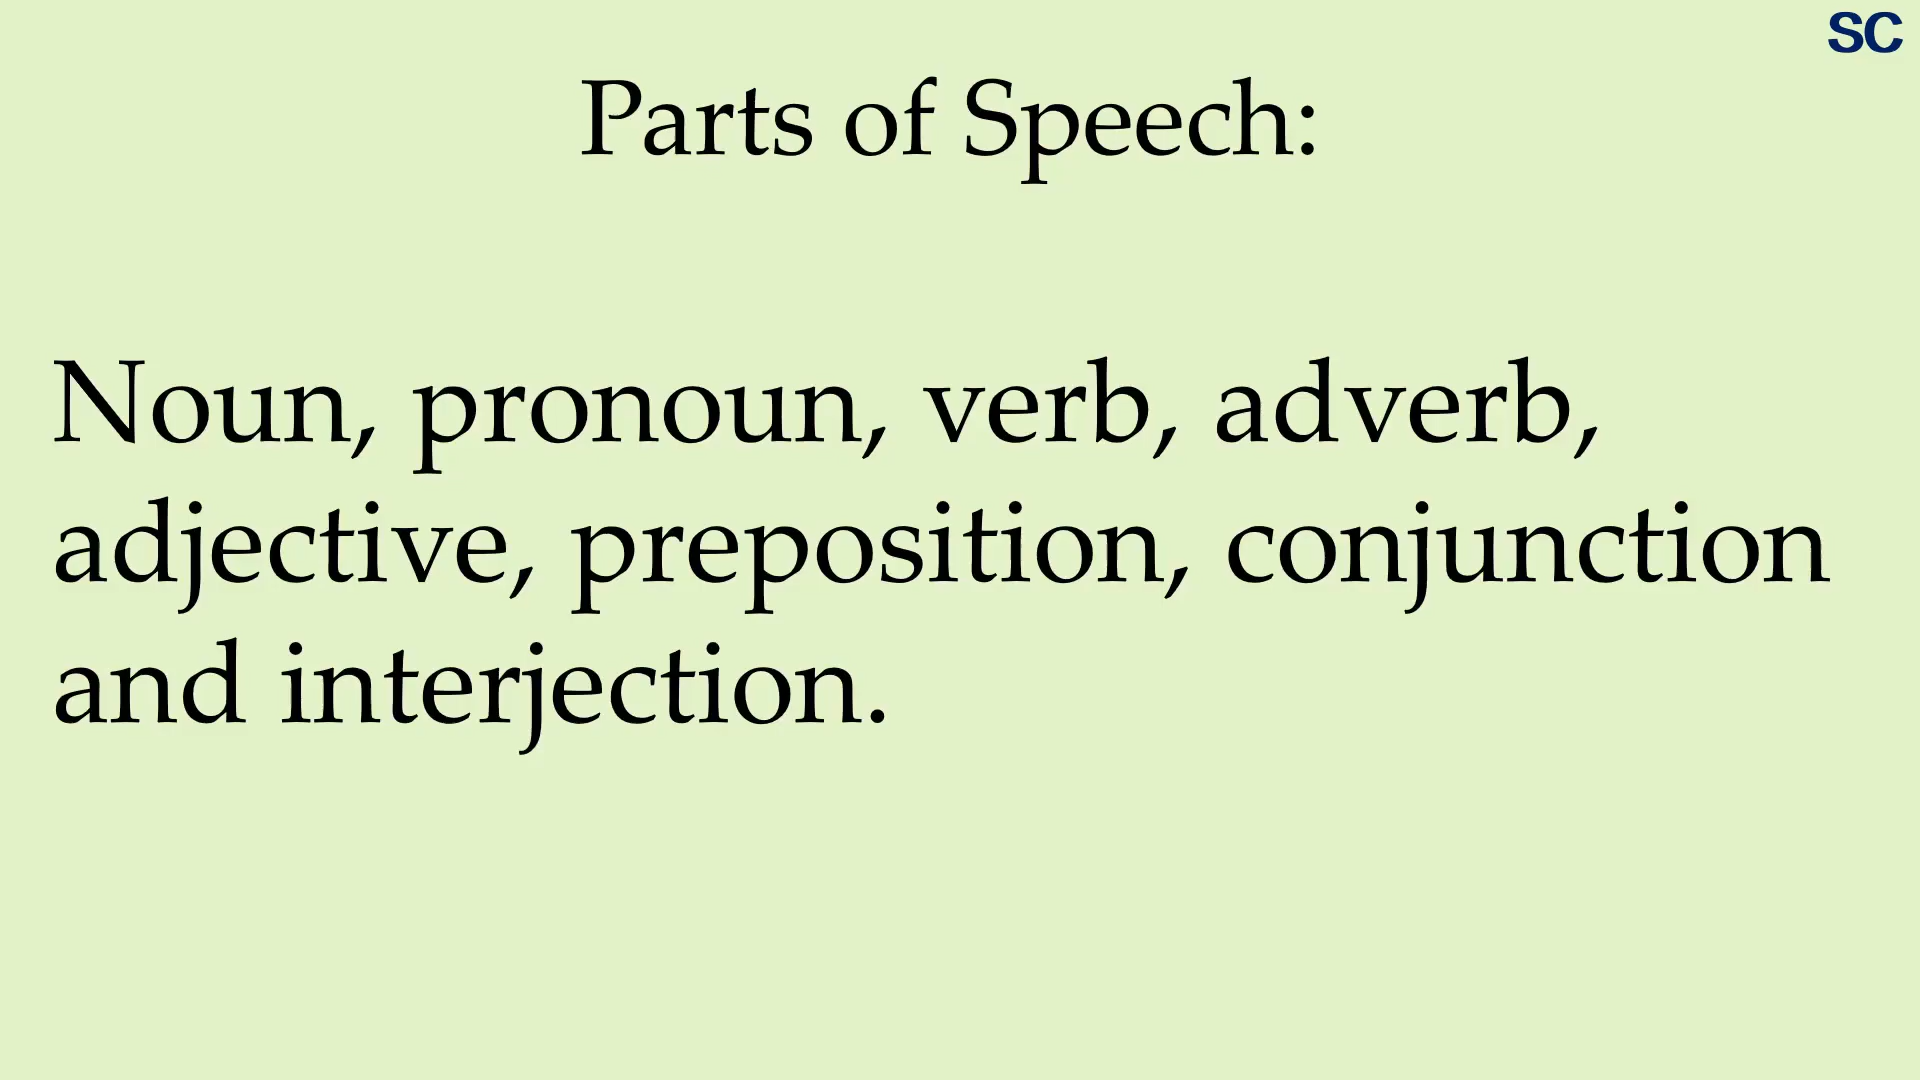 SC
Parts of Speech:
Noun, pronoun, verb, adverb,
adjective, preposition, conjunction
and interjection.